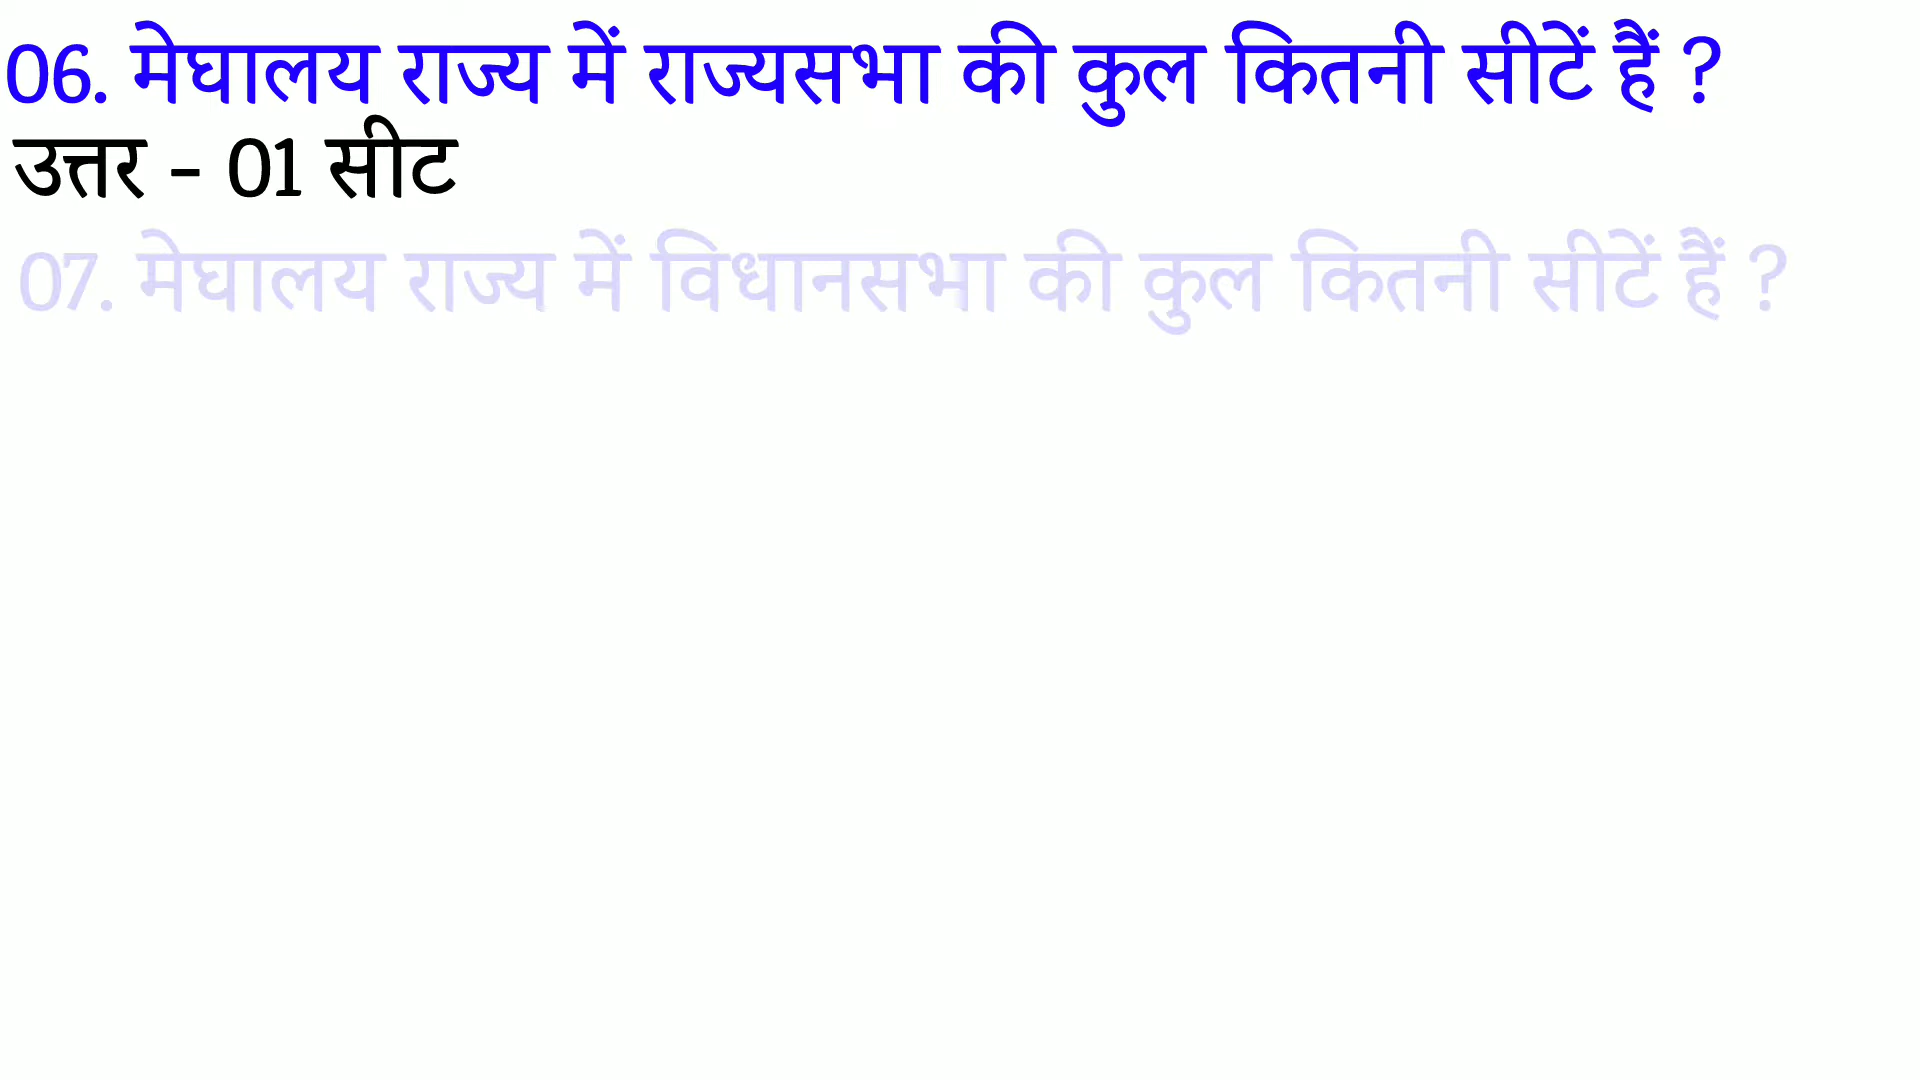 06. मेघालय राज्य में राज्यसभा की कुल कितनी सीटें हैं ?
उत्तर - 01 सीट
07. मेघालय राज्य में विधानसभा की कुल कितनी सीटें हैं ?